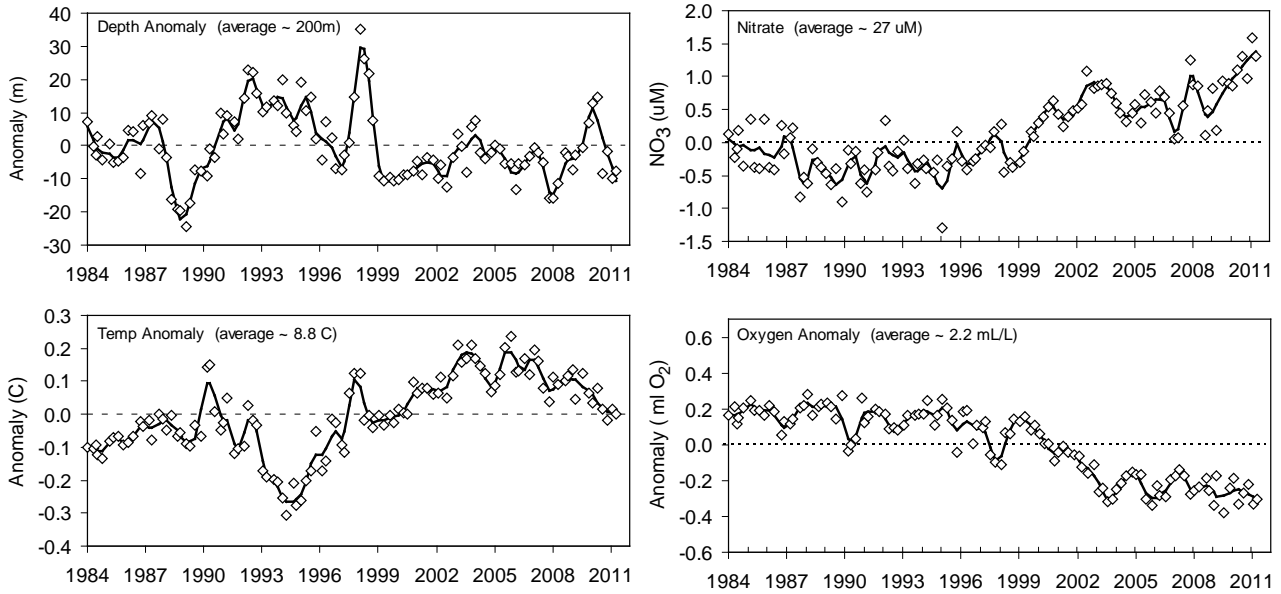 Depth Anomaly (average ~ 200m)
Anomaly (m)
40
30
20
10
0
-10
-20
-30
1984 1987 1990 1993 1996 1999 2002 2005 2008 2011
Nitrate (average ~ 27 uM)
NO3 (uM)
2.0
1.5
1.0
0.5
0.0
-0.5
-1.0
-1.5
1984 1987 1990 1993 1996 1999 2002 2005 2008 2011
Temp Anomaly (average ~ 8.8 C)
Anomaly (C)
0.3
0.2
0.1
0.0
-0.1
-0.2
-0.3
-0.4
1984 1987 1990 1993 1996 1999 2002 2005 2008 2011
Oxygen Anomaly (average ~ 2.2 mL/L)
Anomaly ( ml O2)
0.6
0.4
0.2
0.0
-0.2
-0.4
-0.6
1984 1987 1990 1993 1996 1999 2002 2005 2008 2011